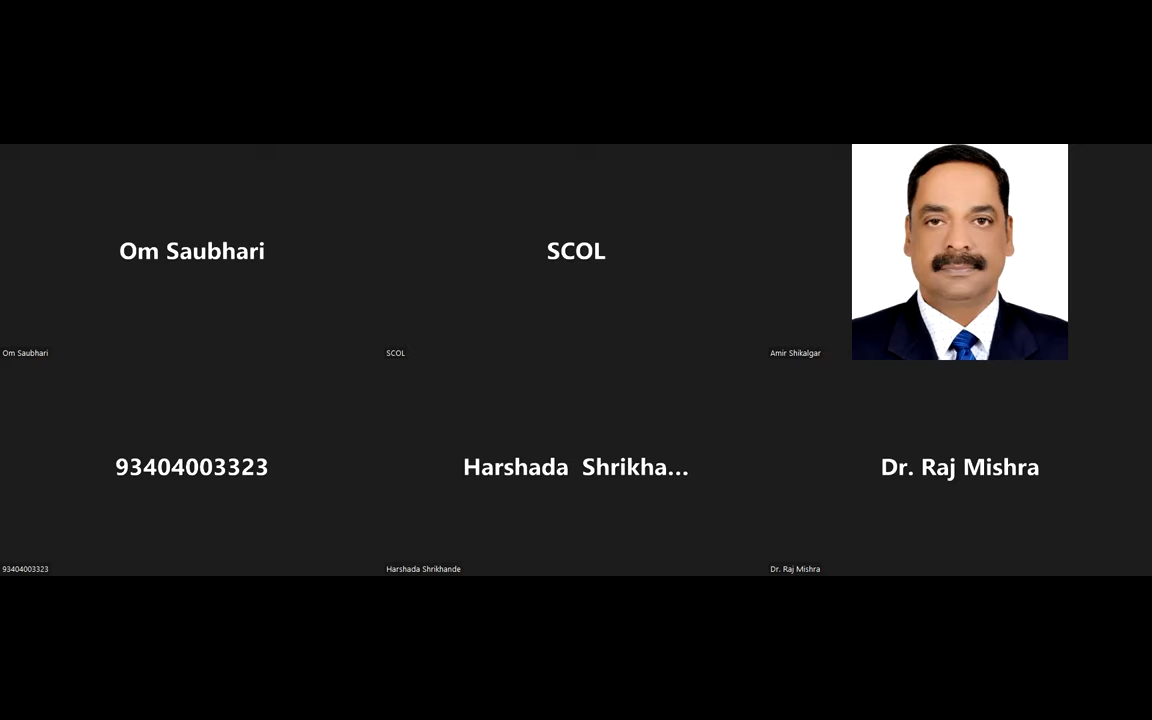 Om Saubhari
SCOL
Om Saubhari
SCOL
Amir Shikalgar
93404003323
Harshada Shrikha...
Dr. Raj Mishra
93404003323
Harshada Shrikhande
Dr. Raj Mishra